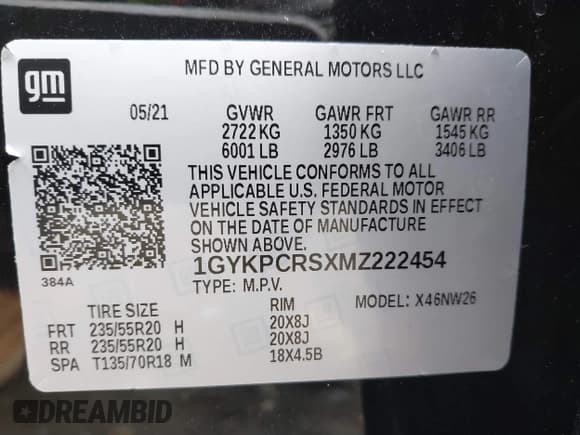 gm
MFD BY GENERAL MOTORS LLC
05/21 GVWR GAWR FRT GAWR RR
2722 KG 1350 KG 1545 KG
6001 LB 2976 LB 3406 LB
THIS VEHICLE CONFORMS TO ALL
APPLICABLE U.S. FEDERAL MOTOR
VEHICLE SAFETY STANDARDS IN EFFECT
ON THE DATE OF MANUFACTURE
SHOWN ABOVE.
384A
1GYKPCRSXMZ222454
TYPE: M.P.V. MODEL: X46NW26
TIRE SIZE RIM
FRT 235/55R20 H 20X8J
RR 235/55R20 H 20X8J
SPA T135/70R18 M 18X4.5B
DREAMBID